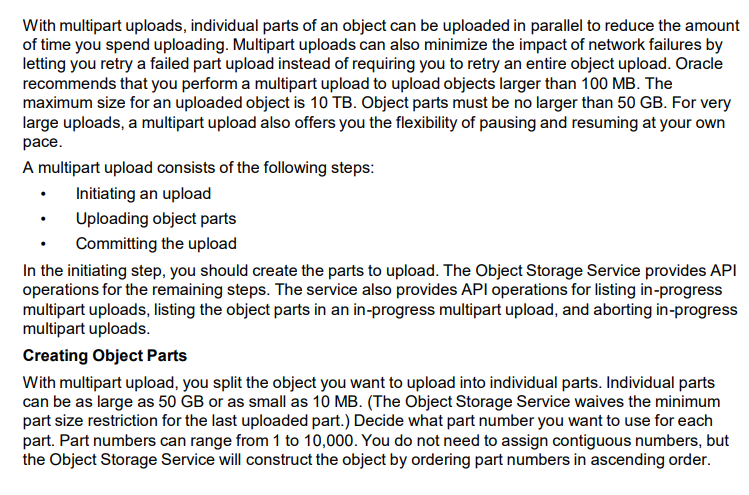 With multipart uploads, individual parts of an object can be uploaded in parallel to reduce the amount
of time you spend uploading. Multipart uploads can also minimize the impact of network failures by
letting you retry a failed part upload instead of requiring you to retry an entire object upload. Oracle
recommends that you perform a multipart upload to upload objects larger than 100 MB. The
maximum size for an uploaded object is 10 TB. Object parts must be no larger than 50 GB. For very
large uploads, a multipart upload also offers you the flexibility of pausing and resuming at your own
pace.
A multipart upload consists of the following steps:
• Initiating an upload
• Uploading object parts
• Committing the upload
In the initiating step, you should create the parts to upload. The Object Storage Service provides API
operations for the remaining steps. The service also provides API operations for listing in-progress
multipart uploads, listing the object parts in an in-progress multipart upload, and aborting in-progress
multipart uploads.
Creating Object Parts
With multipart upload, you split the object you want to upload into individual parts. Individual parts
can be as large as 50 GB or as small as 10 MB. (The Object Storage Service waives the minimum
part size restriction for the last uploaded part.) Decide what part number you want to use for each
part. Part numbers can range from 1 to 10,000. You do not need to assign contiguous numbers, but
the Object Storage Service will construct the object by ordering part numbers in ascending order.